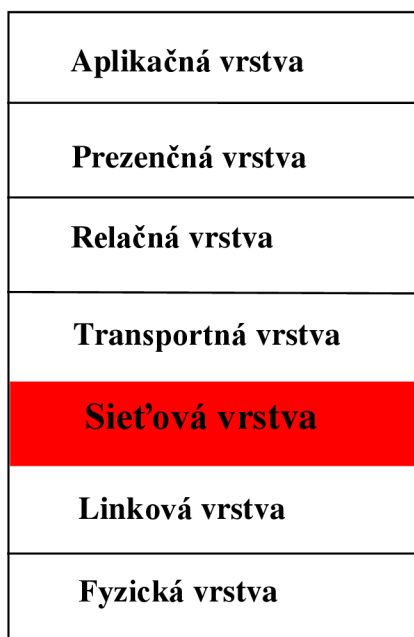 Aplikačná vrstva
Prezenčná vrstva
Relačná vrstva
Transportná vrstva
Sieťová vrstva
Linková vrstva
Fyzická vrstva